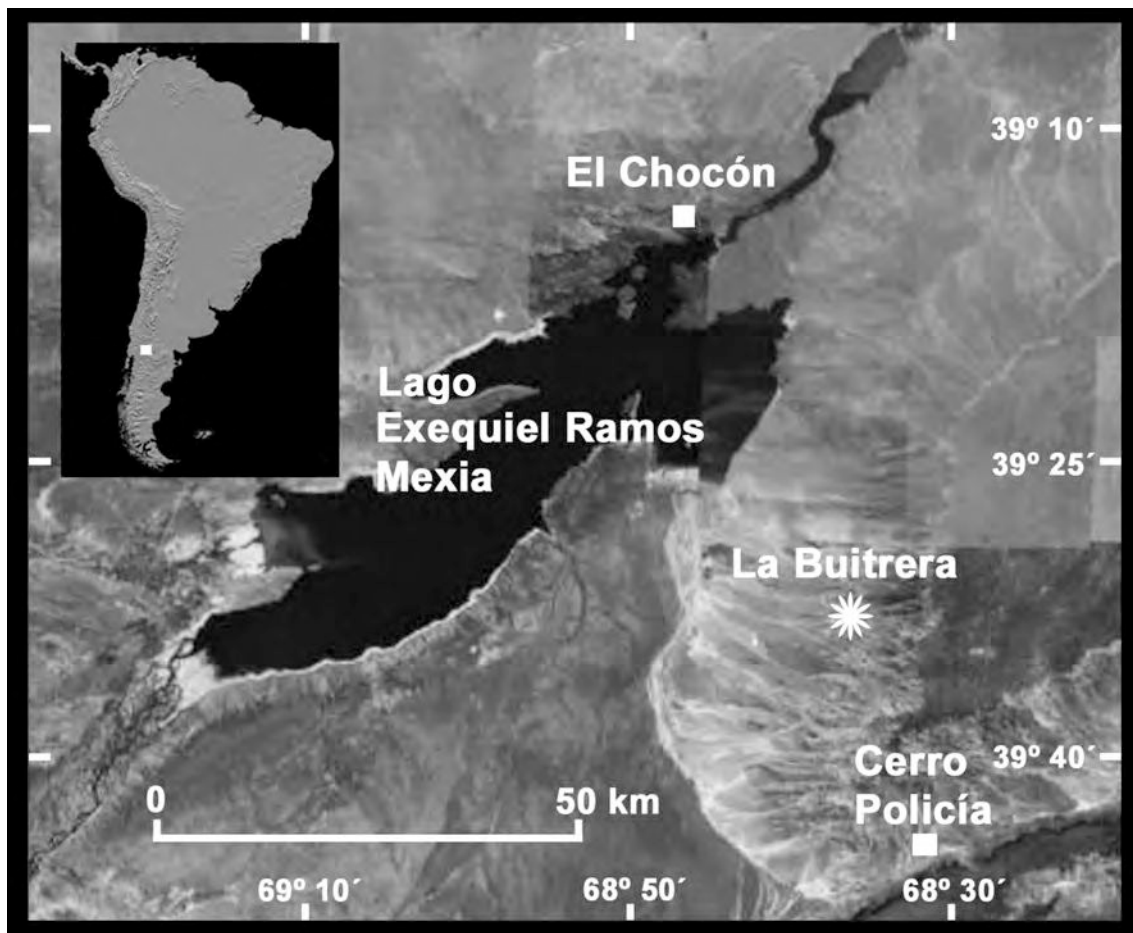 39º 10´
El Chocón
Lago
Exequiel Ramos
Mexia
39º 25´
La Buitrera
Cerro
Policía
39º 40´
0
50 km
69º 10´
68º 50´
68º 30´